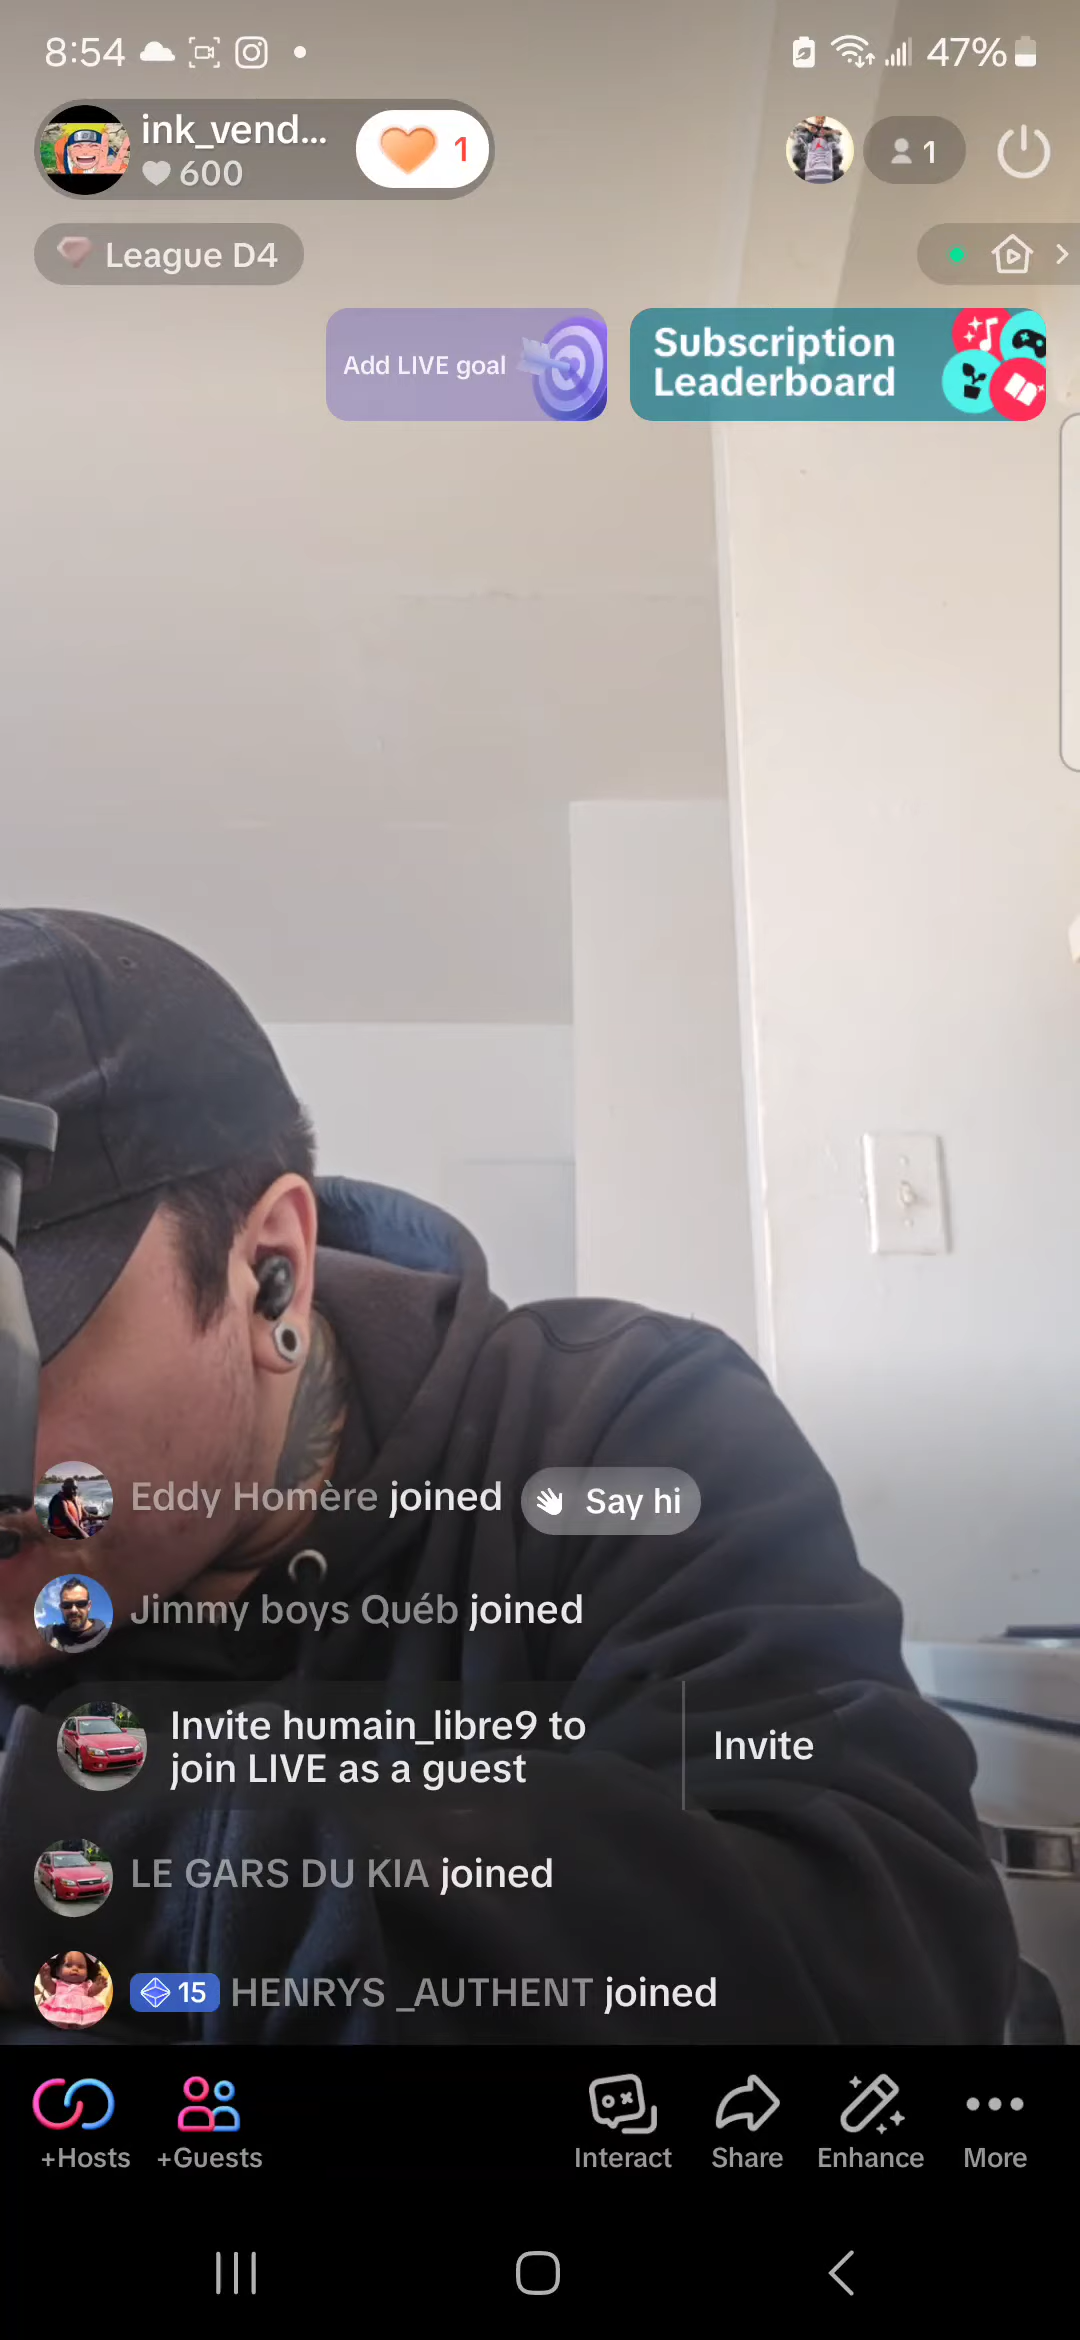 8:54
47%
ink_vend...
600
1
1
League D4
Add LIVE goal
Subscription
Leaderboard
Eddy Homère joined
Say hi
Jimmy boys Québ joined
Invite humain_libre9 to
join LIVE as a guest
Invite
LE GARS DU KIA joined
15 HENRYS _AUTHENT joined
+Hosts
+Guests
Interact
Share
Enhance
More